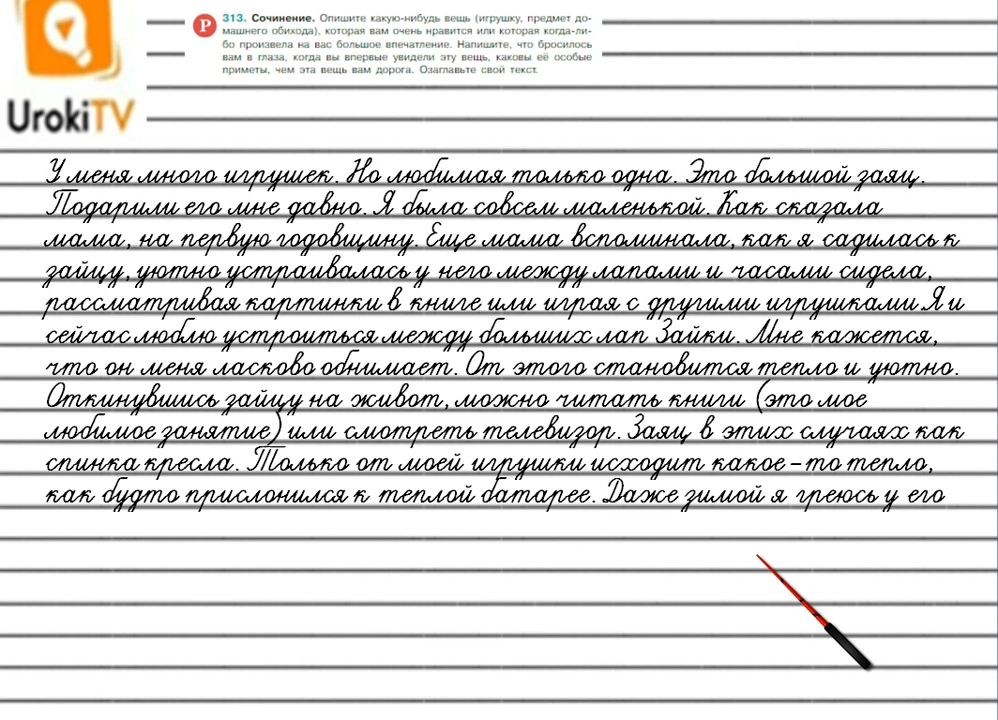 UrokiTV
Р
313. Сочинение. Опишите какую-нибудь вещь (игрушку, предмет до-
машнего обихода), которая вам очень нравится или которая когда-ли-
бо произвела на вас большое впечатление. Напишите, что бросилось
вам в глаза, когда вы впервые увидели эту вещь, каковы её особые
приметы, чем эта вещь вам дорога. Озаглавьте свой текст.
У меня много игрушек. Но любимая только одна. Это большой заяц.
Подарили его мне давно. Я была совсем маленькой. Как сказала
мама, на первую годовщину. Еще мама вспоминала, как я садилась к
зайцу, уютно устраивалась у него между лапами и часами сидела,
рассматривая картинки в книге или играя с другими игрушками Я и
сейчас люблю устроиться между больших лап Зайки. Мне кажется,
что он меня ласково обнимает. От этого становится тепло и уютно.
Откинувшись зайцу на живот, можно читать книги (это мое
любимое занятие) или смотреть телевизор. Заяц в этих случаях как
спинка кресла. Только от моей игрушки исходит какое-то тепло,
как будто прислонился к теплой батарее. Даже зимой я греюсь у его